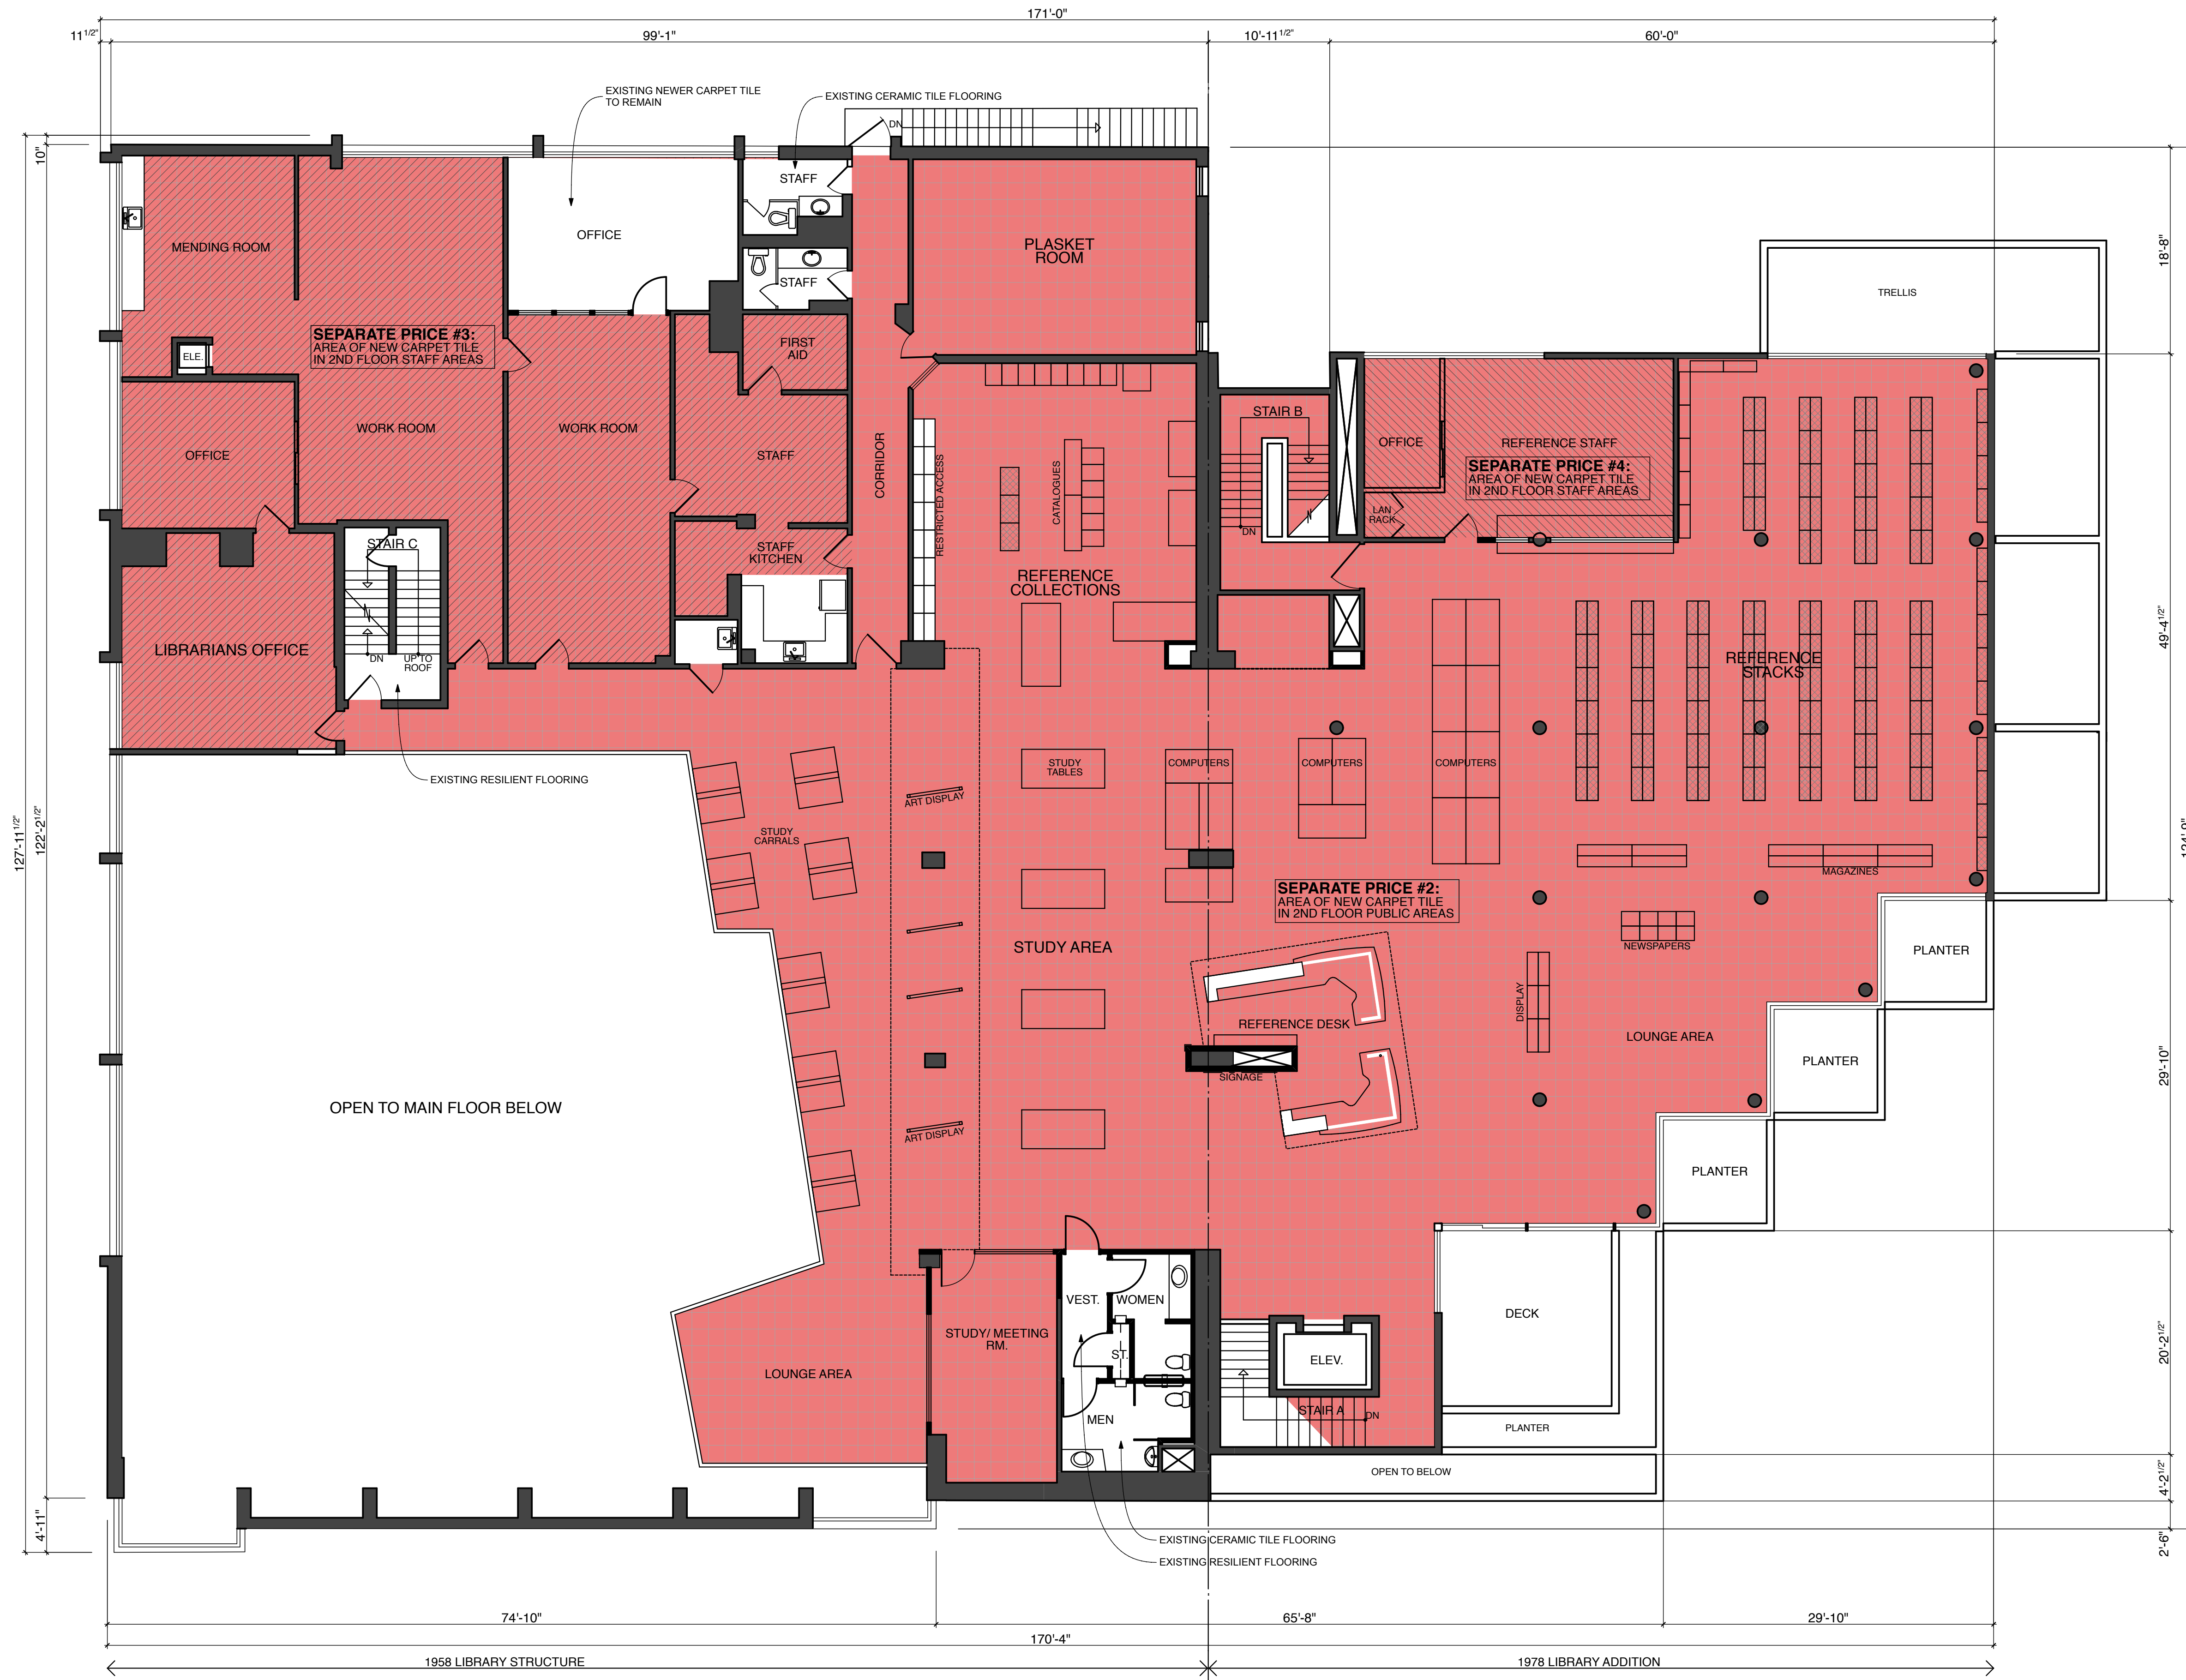 171'-0"
11 1/2"
99'-1"
10'-11 1/2"
60'-0"
EXISTING NEWER CARPET TILE
TO REMAIN
EXISTING CERAMIC TILE FLOORING
DN
10"
STAFF
MENDING ROOM
OFFICE
PLASKET
ROOM
18'-8"
STAFF
TRELLIS
SEPARATE PRICE #3:
AREA OF NEW CARPET TILE
IN 2ND FLOOR STAFF AREAS
FIRST
AID
ELE.
STAIR B
WORK ROOM
WORK ROOM
OFFICE
REFERENCE STAFF
OFFICE
STAFF
CORRIDOR
RESTRICTED ACCESS
CATALOGUES
SEPARATE PRICE #4:
AREA OF NEW CARPET TILE
IN 2ND FLOOR STAFF AREAS
LAN
RACK
DN
STAIR C
STAFF
KITCHEN
REFERENCE
COLLECTIONS
49'-4 1/2"
LIBRARIANS OFFICE
DN
UP TO
ROOF
REFERENCE
STACKS
EXISTING RESILIENT FLOORING
STUDY
TABLES
COMPUTERS
COMPUTERS
COMPUTERS
ART DISPLAY
STUDY
CARRALS
127'-11 1/2"
122'-2 1/2"
124'-9"
MAGAZINES
SEPARATE PRICE #2:
AREA OF NEW CARPET TILE
IN 2ND FLOOR PUBLIC AREAS
STUDY AREA
NEWSPAPERS
PLANTER
DISPLAY
REFERENCE DESK
LOUNGE AREA
PLANTER
29'-10"
SIGNAGE
OPEN TO MAIN FLOOR BELOW
ART DISPLAY
PLANTER
VEST.
WOMEN
DECK
STUDY/ MEETING
RM.
ST.
ELEV.
20'-2 1/2"
LOUNGE AREA
STAIR A
DN
MEN
PLANTER
OPEN TO BELOW
4'-2 1/2"
4'-11"
EXISTING CERAMIC TILE FLOORING
2'-6"
EXISTING RESILIENT FLOORING
74'-10"
65'-8"
29'-10"
170'-4"
1958 LIBRARY STRUCTURE
1978 LIBRARY ADDITION